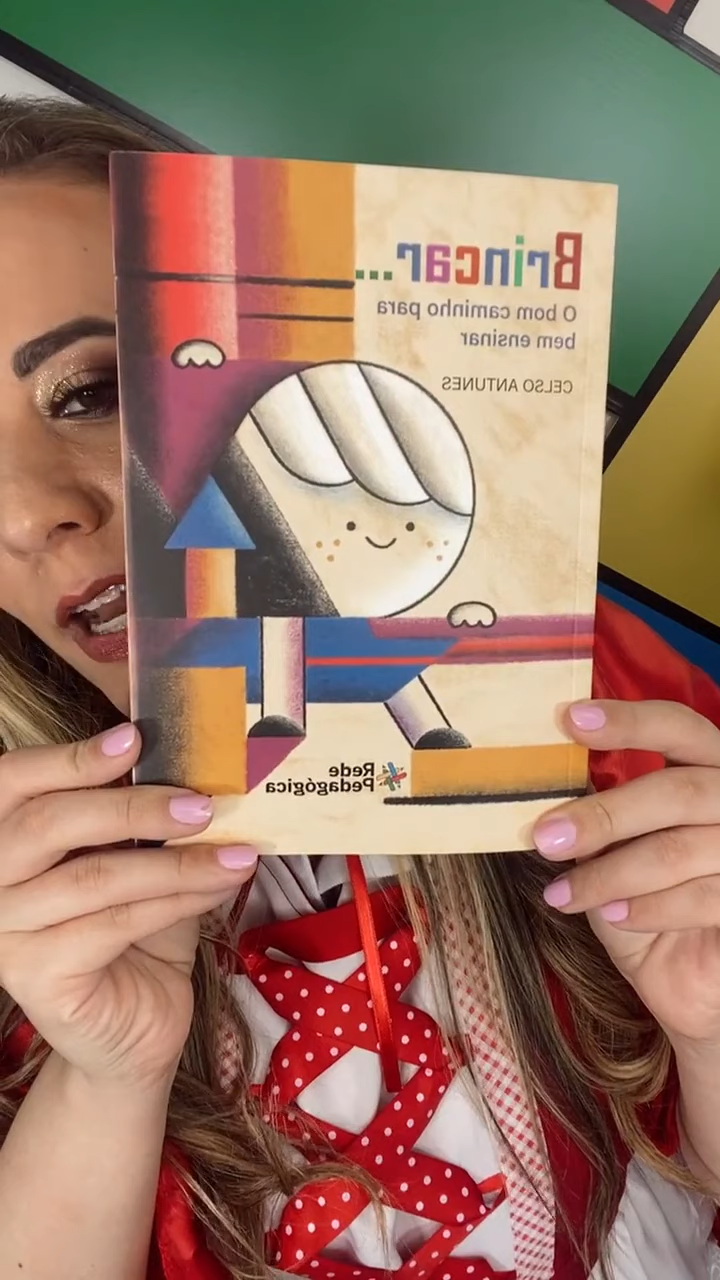 Brincar...
O bom caminho para
bem ensinar
CELSO ANTUNES
Rede
Pedagógica